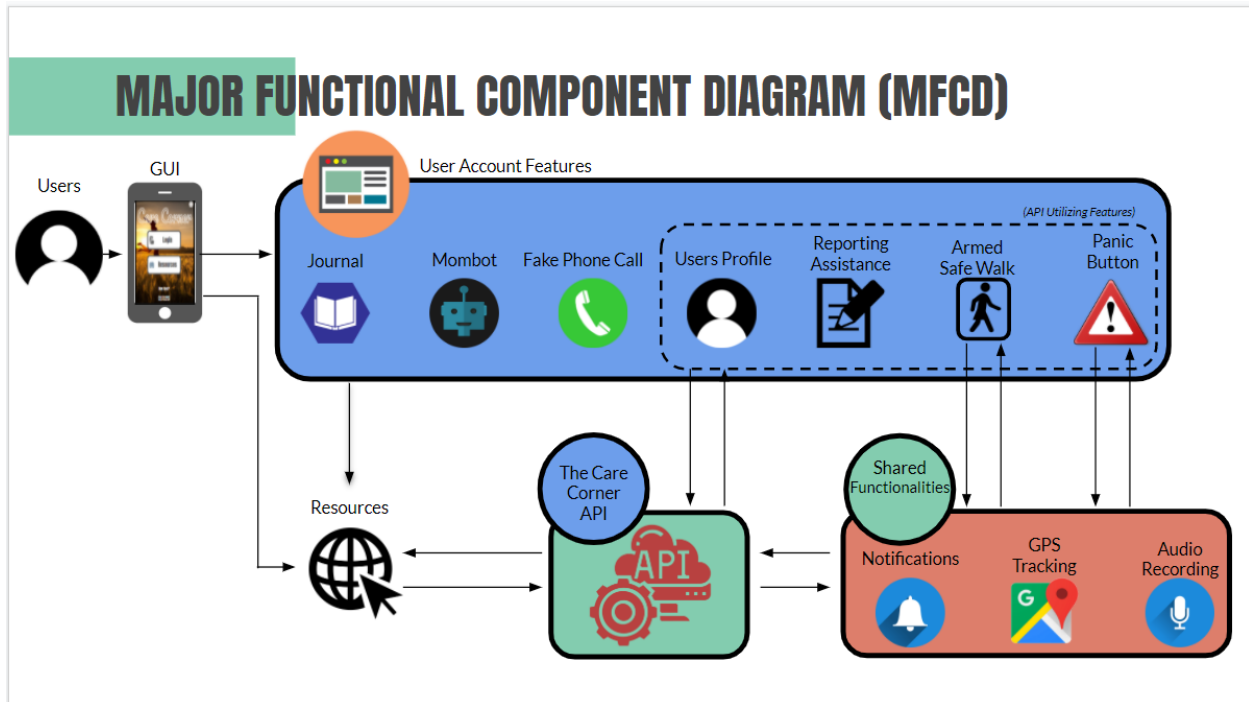 MAJOR FUNCTIONAL COMPONENT DIAGRAM (MFCD)
Users
GUI
Login
Resources
User Account Features
(API Utilizing Features)
Journal
Mombot
Fake Phone Call
Users Profile
Reporting
Assistance
Armed
Safe Walk
Panic
Button
Resources
The Care
Corner
API
API
Shared
Functionalities
Notifications
GPS
Tracking
G
Audio
Recording